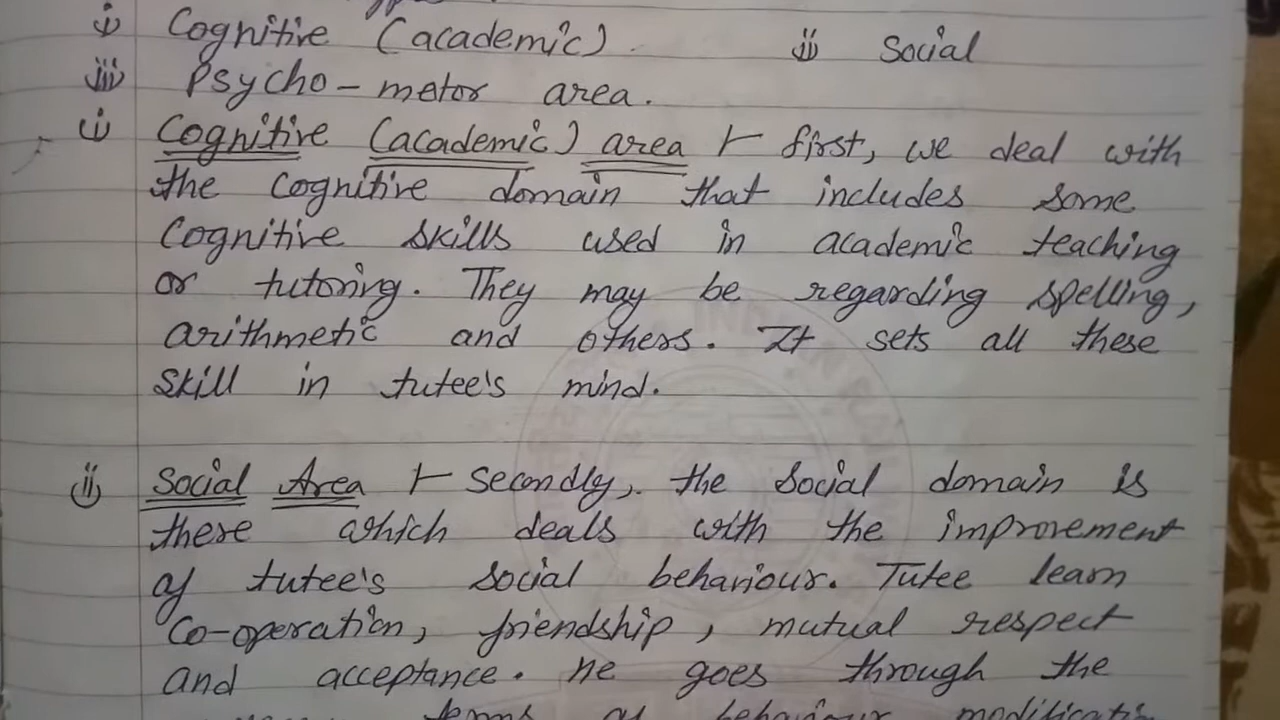 i Cognitive (academic) ii Social
iii Psycho-motor area.
i Cognitive (academic) area :- first, we deal with
the cognitive domain that includes some
Cognitive skills used in academic teaching
or tutoring. They may be regarding spelling,
arithmetic and others. It sets all these
skill in tutee's mind.
ii Social Area :- Secondly, the social domain is
there which deals with the improvement
of tutee's social behaviour. Tutee learn
Co-operation, friendship, mutual respect
and acceptance. He goes through the
terms of behaviour modification